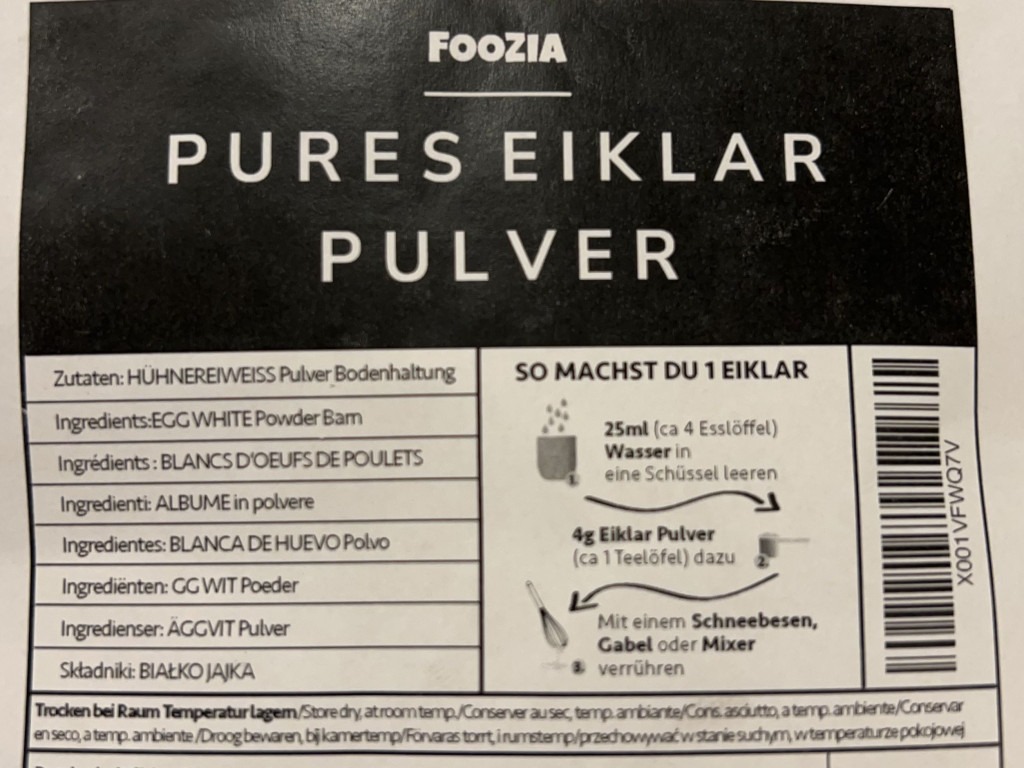 FOOZIA
PURES EIKLAR
PULVER
Zutaten: HÜHNEREIWEISS Pulver Bodenhaltung
Ingredients:EGG WHITE Powder Barn
Ingrédients : BLANCS D'OEUFS DE POULETS
Ingredienti: ALBUME in polvere
Ingredientes: BLANCA DE HUEVO Polvo
Ingrediënten: GG WIT Poeder
Ingredienser: ÄGGVIT Pulver
Składniki: BIAŁKO JAJKA
SO MACHST DU 1 EIKLAR
25ml (ca 4 Esslöffel)
Wasser in
eine Schüssel leeren
1.
4g Eiklar Pulver
(ca 1 Teelöfel) dazu
2.
Mit einem Schneebesen,
Gabel oder Mixer
verrühren
3.
X001VFWQ7V
Trocken bei Raum Temperatur lagern/Store dry, at room temp./Conserver au sec, temp. ambiante/Cons. asciutto, a temp. ambiente/Conservar
en seco, a temp. ambiente /Droog bewaren, bij kamertemp/Förvaras torrt, i rumstemp/przechowywać w stanie suchym, w temperaturze pokojowej